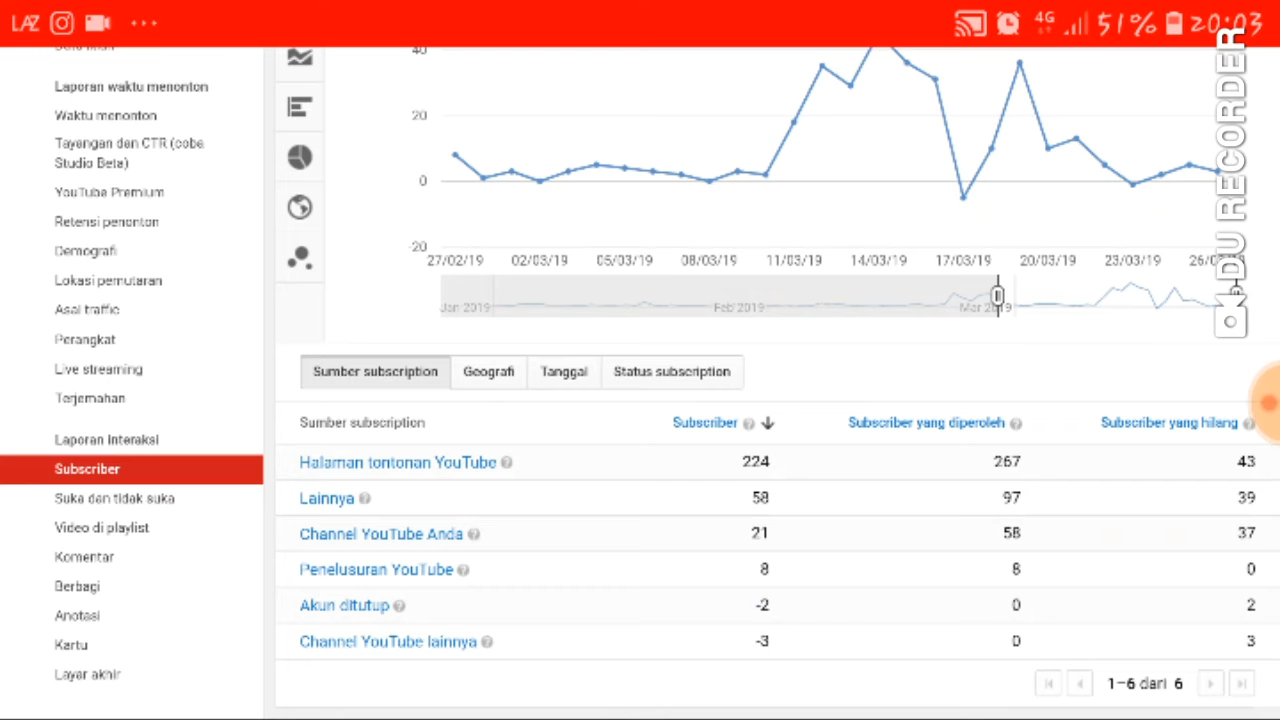 LAZ
4G 51% 20:03
DU RECORDER
Laporan waktu menonton
Waktu menonton
Tayangan dan CTR (coba
Studio Beta)
YouTube Premium
Retensi penonton
Demografi
Lokasi pemutaran
Asal traffic
Perangkat
Live streaming
Terjemahan
Laporan interaksi
Subscriber
Suka dan tidak suka
Video di playlist
Komentar
Berbagi
Anotasi
Kartu
Layar akhir
40
20
0
-20
27/02/19 02/03/19 05/03/19 08/03/19 11/03/19 14/03/19 17/03/19 20/03/19 23/03/19
Jan 2019 Feb 2019 Mar 2019
Sumber subscription Geografi Tanggal Status subscription
Sumber subscription Subscriber Subscriber yang diperoleh Subscriber yang hilang
Halaman tontonan YouTube 224 267 43
Lainnya 58 97 39
Channel YouTube Anda 21 58 37
Penelusuran YouTube 8 8 0
Akun ditutup -2 0 2
Channel YouTube lainnya -3 0 3
1–6 dari 6